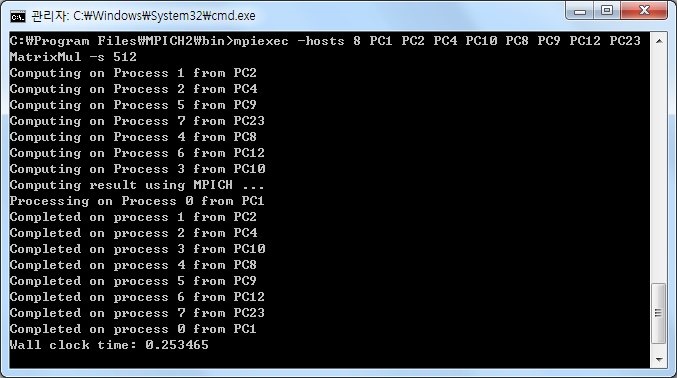 관리자: C:₩Windows₩System32₩cmd.exe
C:₩Program Files₩MPICH2₩bin>mpiexec -hosts 8 PC1 PC2 PC4 PC10 PC8 PC9 PC12 PC23
MatrixMul -s 512
Computing on Process 1 from PC2
Computing on Process 2 from PC4
Computing on Process 5 from PC9
Computing on Process 7 from PC23
Computing on Process 4 from PC8
Computing on Process 6 from PC12
Computing on Process 3 from PC10
Computing result using MPICH ...
Processing on Process 0 from PC1
Completed on process 1 from PC2
Completed on process 2 from PC4
Completed on process 3 from PC10
Completed on process 4 from PC8
Completed on process 5 from PC9
Completed on process 6 from PC12
Completed on process 7 from PC23
Completed on process 0 from PC1
Wall clock time: 0.253465